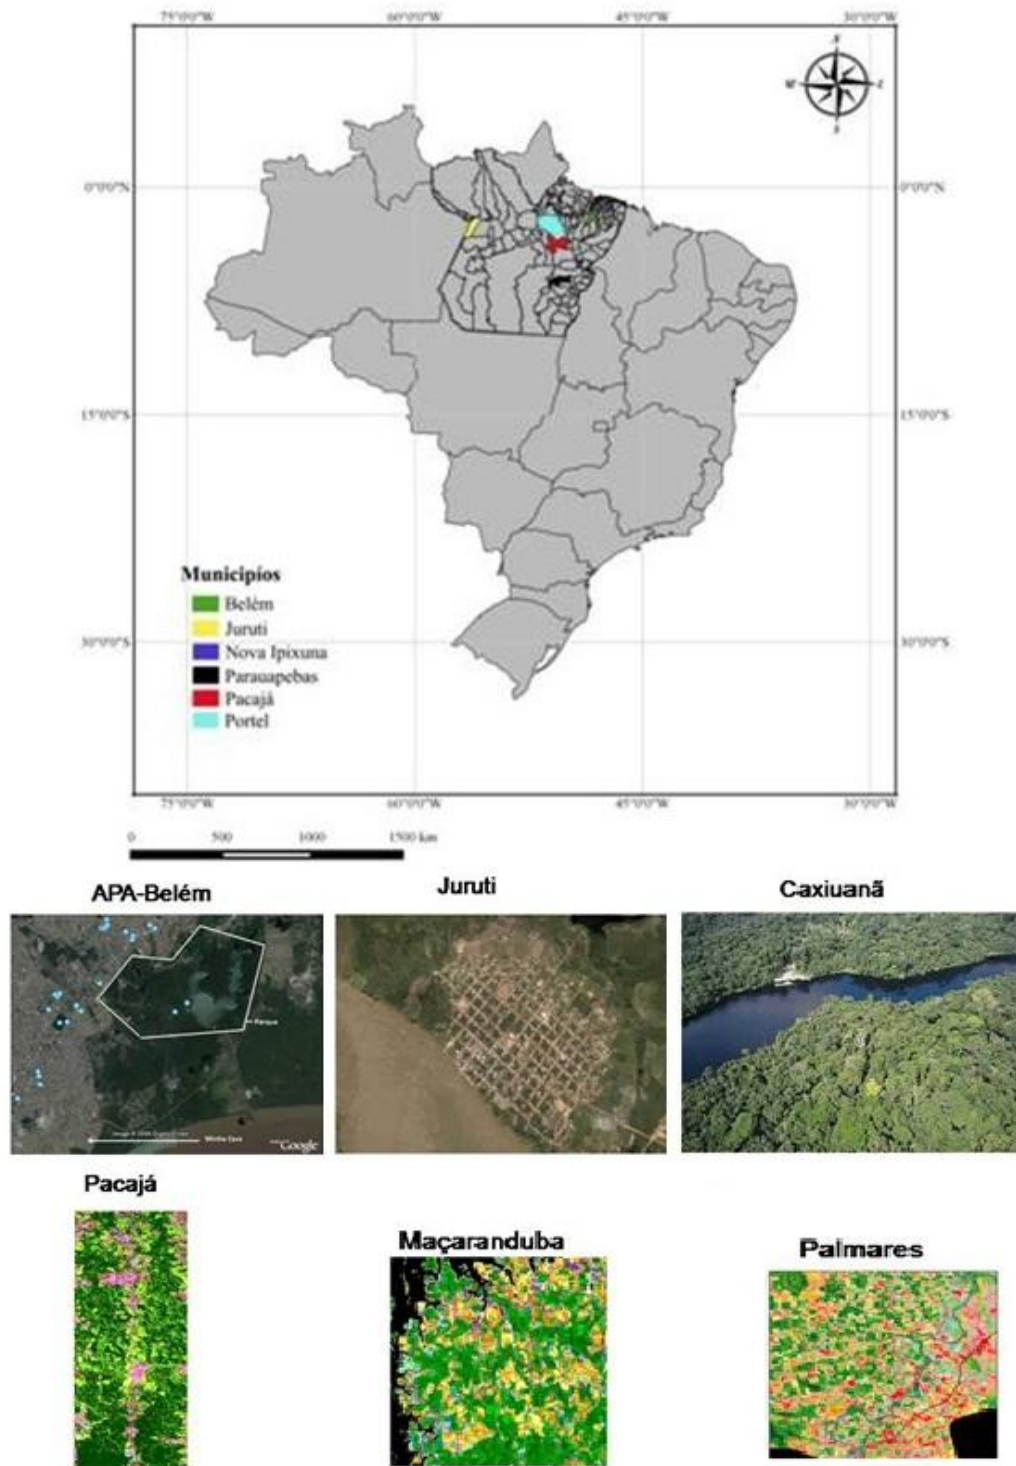 75°0'0"W 60°0'0"W 45°0'0"W 30°0'0"W
N
W L
S
0°0'0"N 0°0'0"N
15°0'0"S 15°0'0"S
Municipíos
Belém
Juruti
30°0'0"S 30°0'0"S
Nova Ipixuna
Parauapebas
Pacajá
Portel
75°0'0"W 60°0'0"W 45°0'0"W 30°0'0"W
0 500 1000 1500 km
APA-Belém Juruti Caxiuanã
Parque
Google
Pacajá
Maçaranduba Palmares